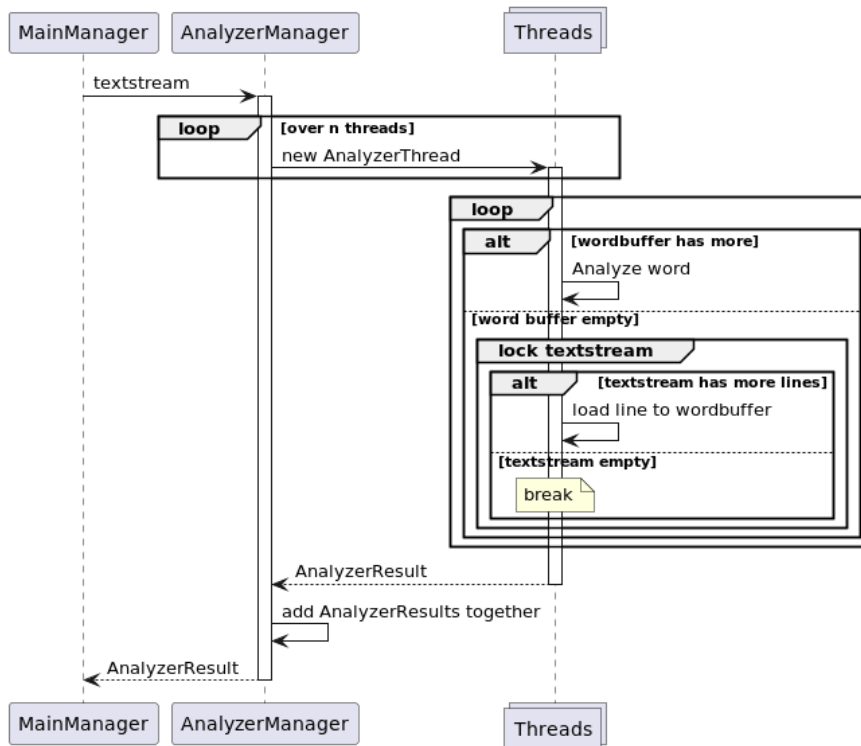 MainManager AnalyzerManager Threads
textstream
loop [over n threads]
new AnalyzerThread
loop
alt [wordbuffer has more]
Analyze word
[word buffer empty]
lock textstream
alt [textstream has more lines]
load line to wordbuffer
[textstream empty]
break
AnalyzerResult
add AnalyzerResults together
AnalyzerResult
MainManager AnalyzerManager Threads